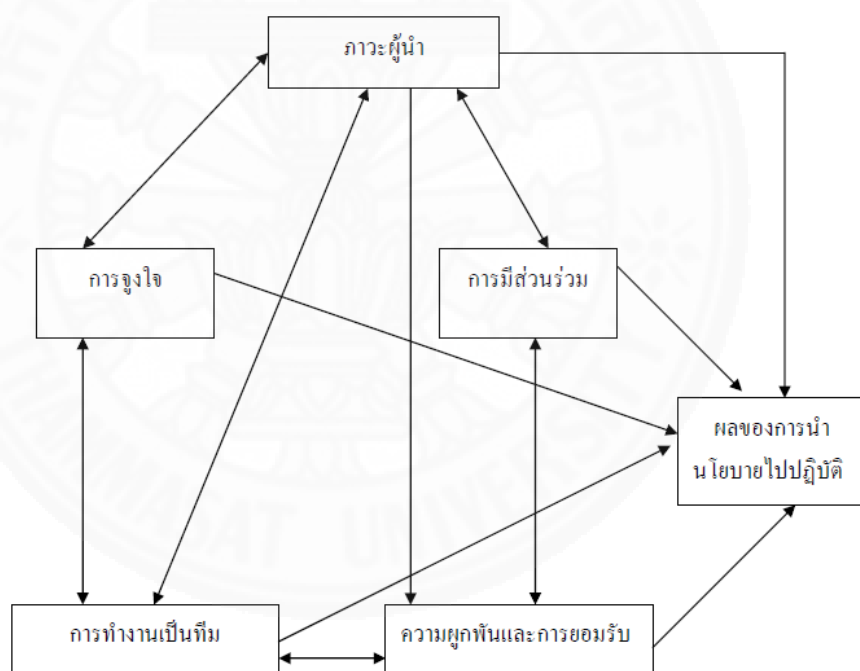 ภาวะผู้นำ
การจูงใจ
การมีส่วนร่วม
ผลของการนำ
นโยบายไปปฏิบัติ
การทำงานเป็นทีม
ความผูกพันและการยอมรับ